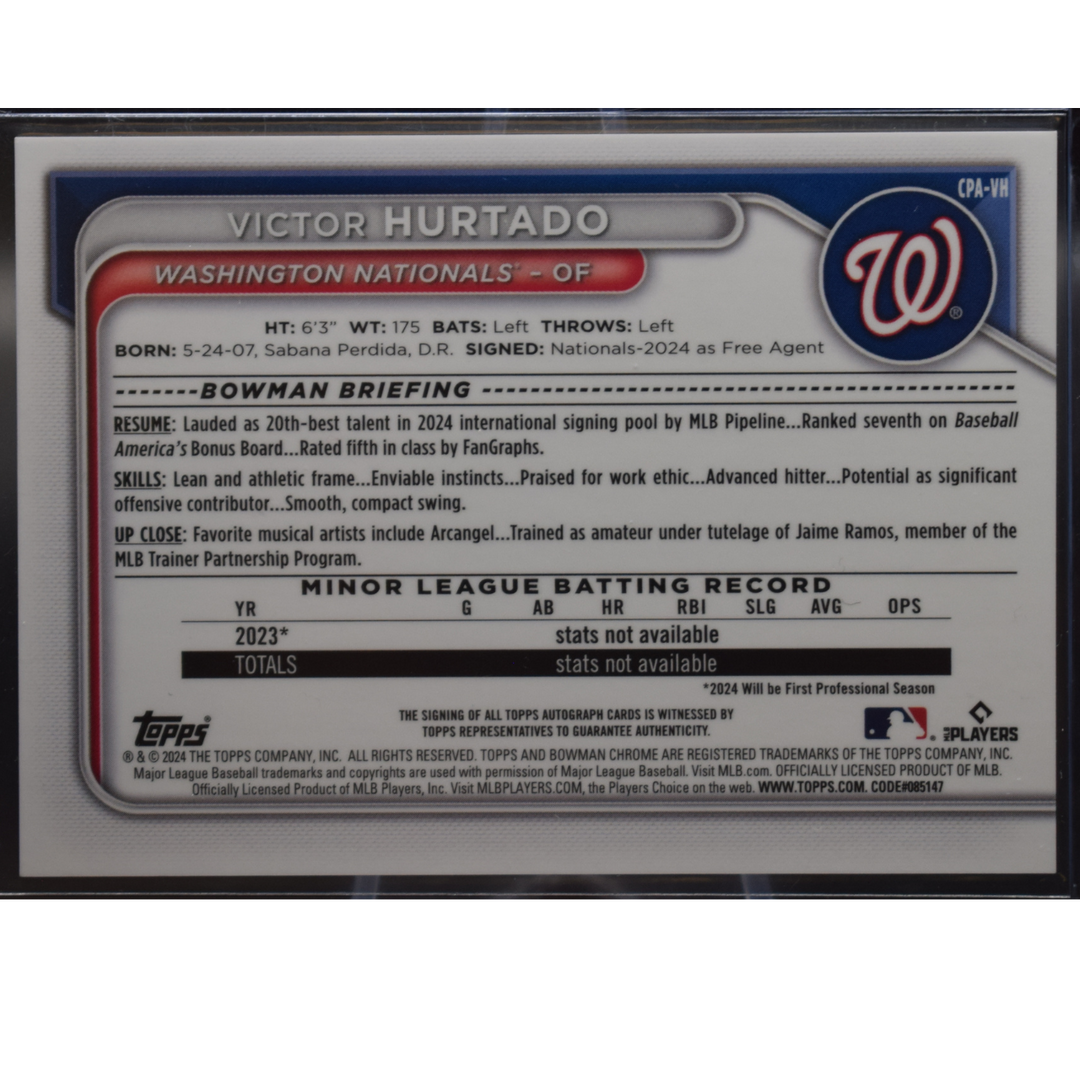 CPA-VH
VICTOR HURTADO
WASHINGTON NATIONALS™ – OF
W®
HT: 6'3" WT: 175 BATS: Left THROWS: Left
BORN: 5-24-07, Sabana Perdida, D.R. SIGNED: Nationals-2024 as Free Agent
BOWMAN BRIEFING
RESUME: Lauded as 20th-best talent in 2024 international signing pool by MLB Pipeline...Ranked seventh on Baseball
America's Bonus Board...Rated fifth in class by FanGraphs.
SKILLS: Lean and athletic frame...Enviable instincts...Praised for work ethic...Advanced hitter...Potential as significant
offensive contributor...Smooth, compact swing.
UP CLOSE: Favorite musical artists include Arcangel...Trained as amateur under tutelage of Jaime Ramos, member of the
MLB Trainer Partnership Program.
MINOR LEAGUE BATTING RECORD
YR G AB HR RBI SLG AVG OPS
2023* stats not available
TOTALS stats not available
*2024 Will be First Professional Season
Topps®
THE SIGNING OF ALL TOPPS AUTOGRAPH CARDS IS WITNESSED BY
TOPPS REPRESENTATIVES TO GUARANTEE AUTHENTICITY.
MLB PLAYERS
® & © 2024 THE TOPPS COMPANY, INC. ALL RIGHTS RESERVED. TOPPS AND BOWMAN CHROME ARE REGISTERED TRADEMARKS OF THE TOPPS COMPANY, INC.
Major League Baseball trademarks and copyrights are used with permission of Major League Baseball. Visit MLB.com. OFFICIALLY LICENSED PRODUCT OF MLB.
Officially Licensed Product of MLB Players, Inc. Visit MLBPLAYERS.COM, the Players Choice on the web. WWW.TOPPS.COM. CODE#085147